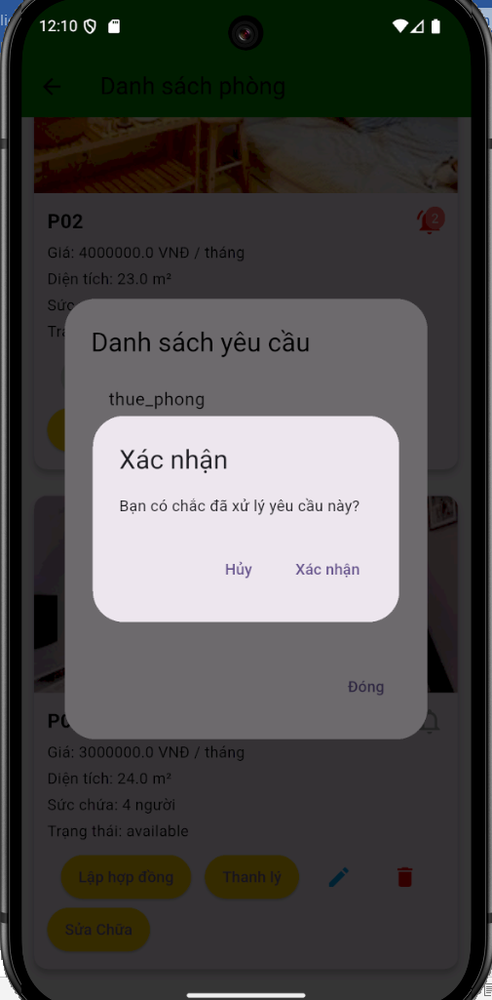 12:10
Danh sách phòng
P02
2
Giá: 4000000.0 VNĐ / tháng
Diện tích: 23.0 m²
Sức
Danh sách yêu cầu
thue_phong
Xác nhận
Bạn có chắc đã xử lý yêu cầu này?
Hủy
Xác nhận
Đóng
Giá: 3000000.0 VNĐ / tháng
Diện tích: 24.0 m²
Sức chứa: 4 người
Trạng thái: available
Lập hợp đồng
Thanh lý
Sửa Chữa